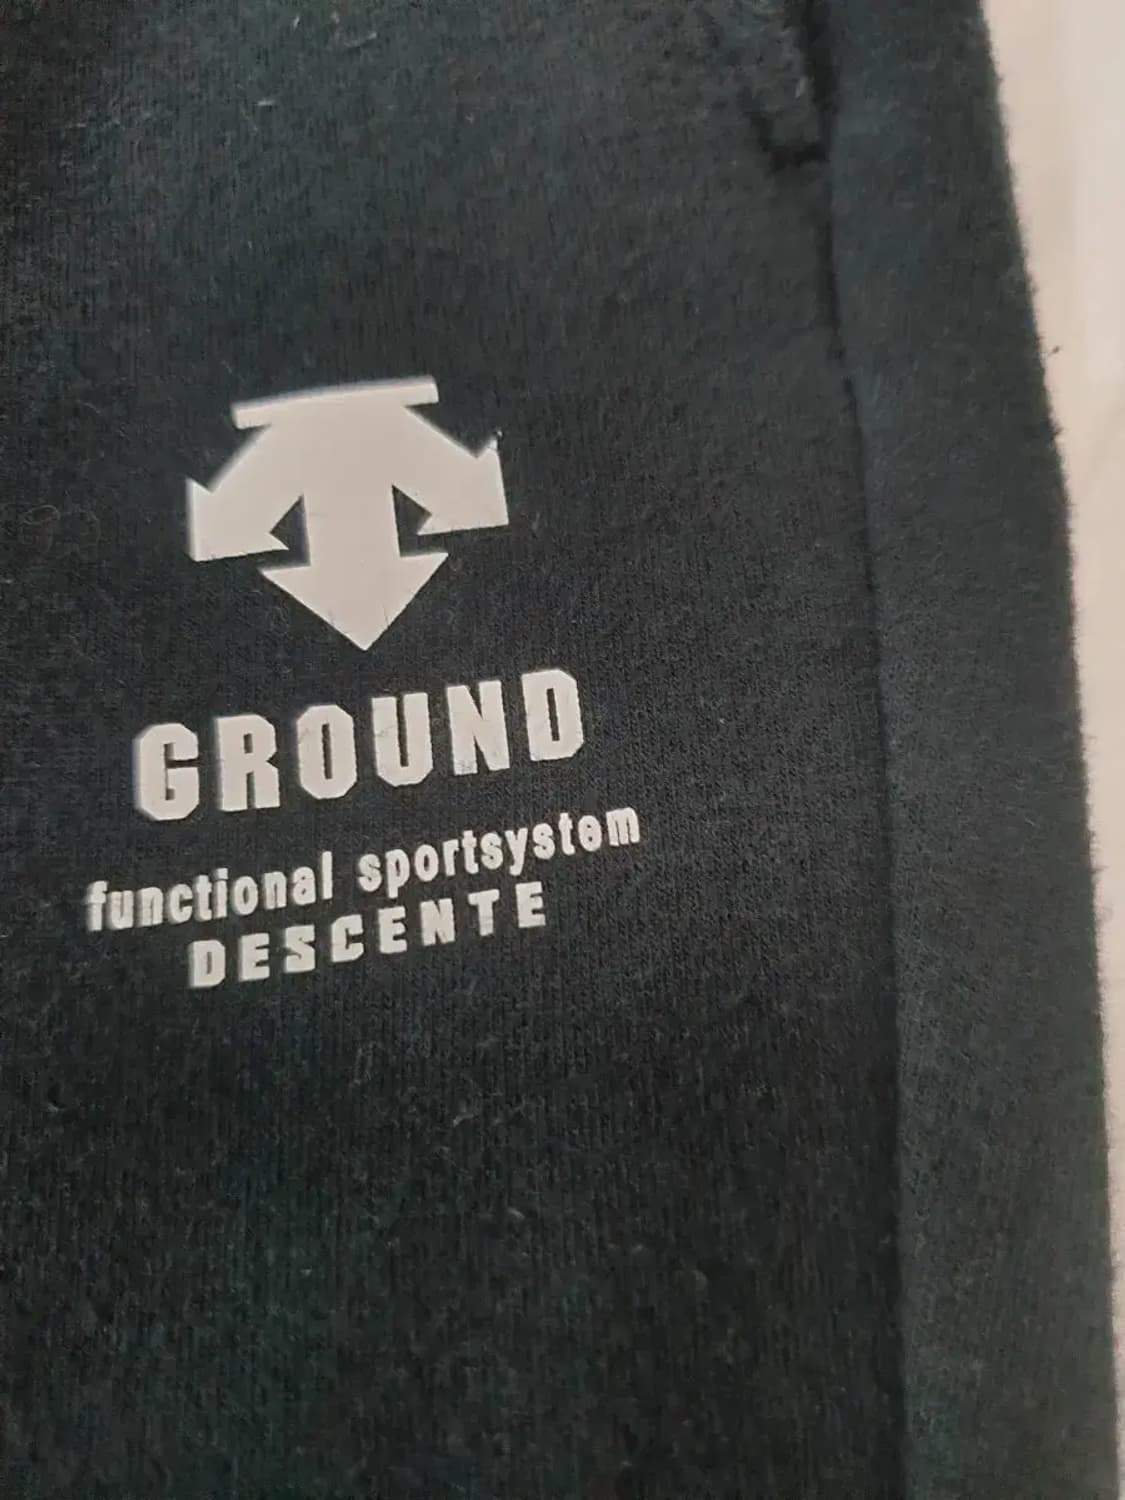 GROUND
functional sportsystem
DESCENTE